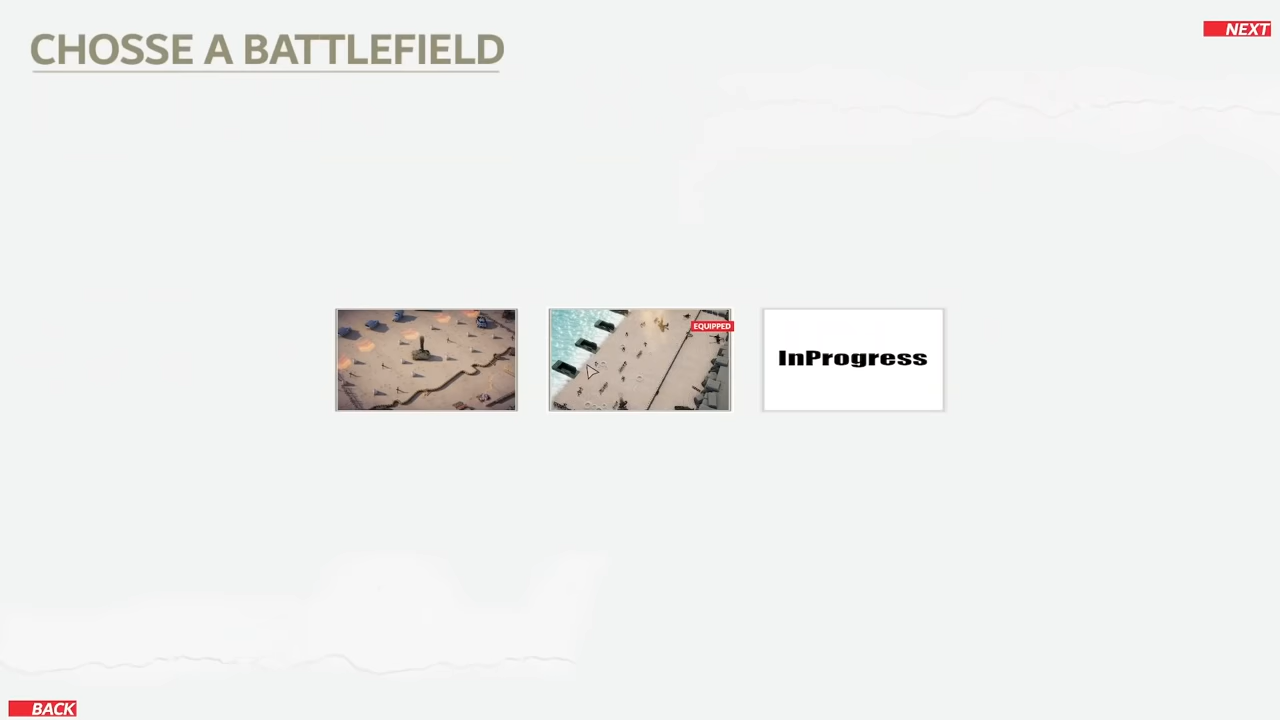 CHOSSE A BATTLEFIELD
NEXT
EQUIPPED
InProgress
BACK